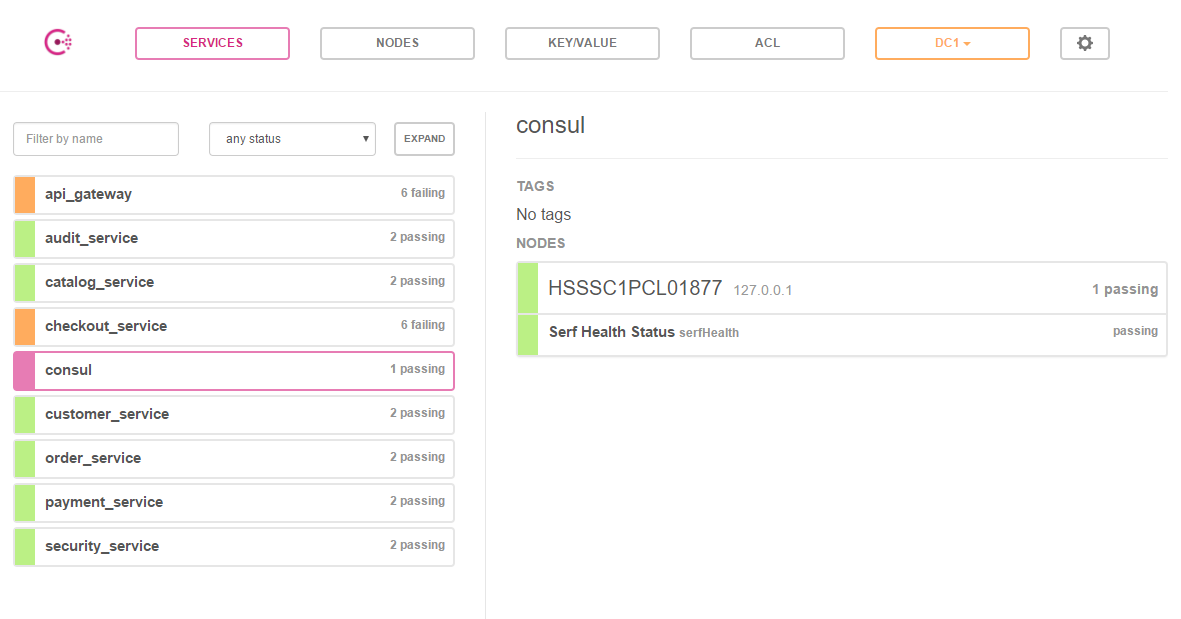 SERVICES
NODES
KEY/VALUE
ACL
DC1
Filter by name
any status
EXPAND
api_gateway 6 failing
audit_service 2 passing
catalog_service 2 passing
checkout_service 6 failing
consul 1 passing
customer_service 2 passing
order_service 2 passing
payment_service 2 passing
security_service 2 passing
consul
TAGS
No tags
NODES
HSSSC1PCL01877 127.0.0.1 1 passing
Serf Health Status serfHealth passing